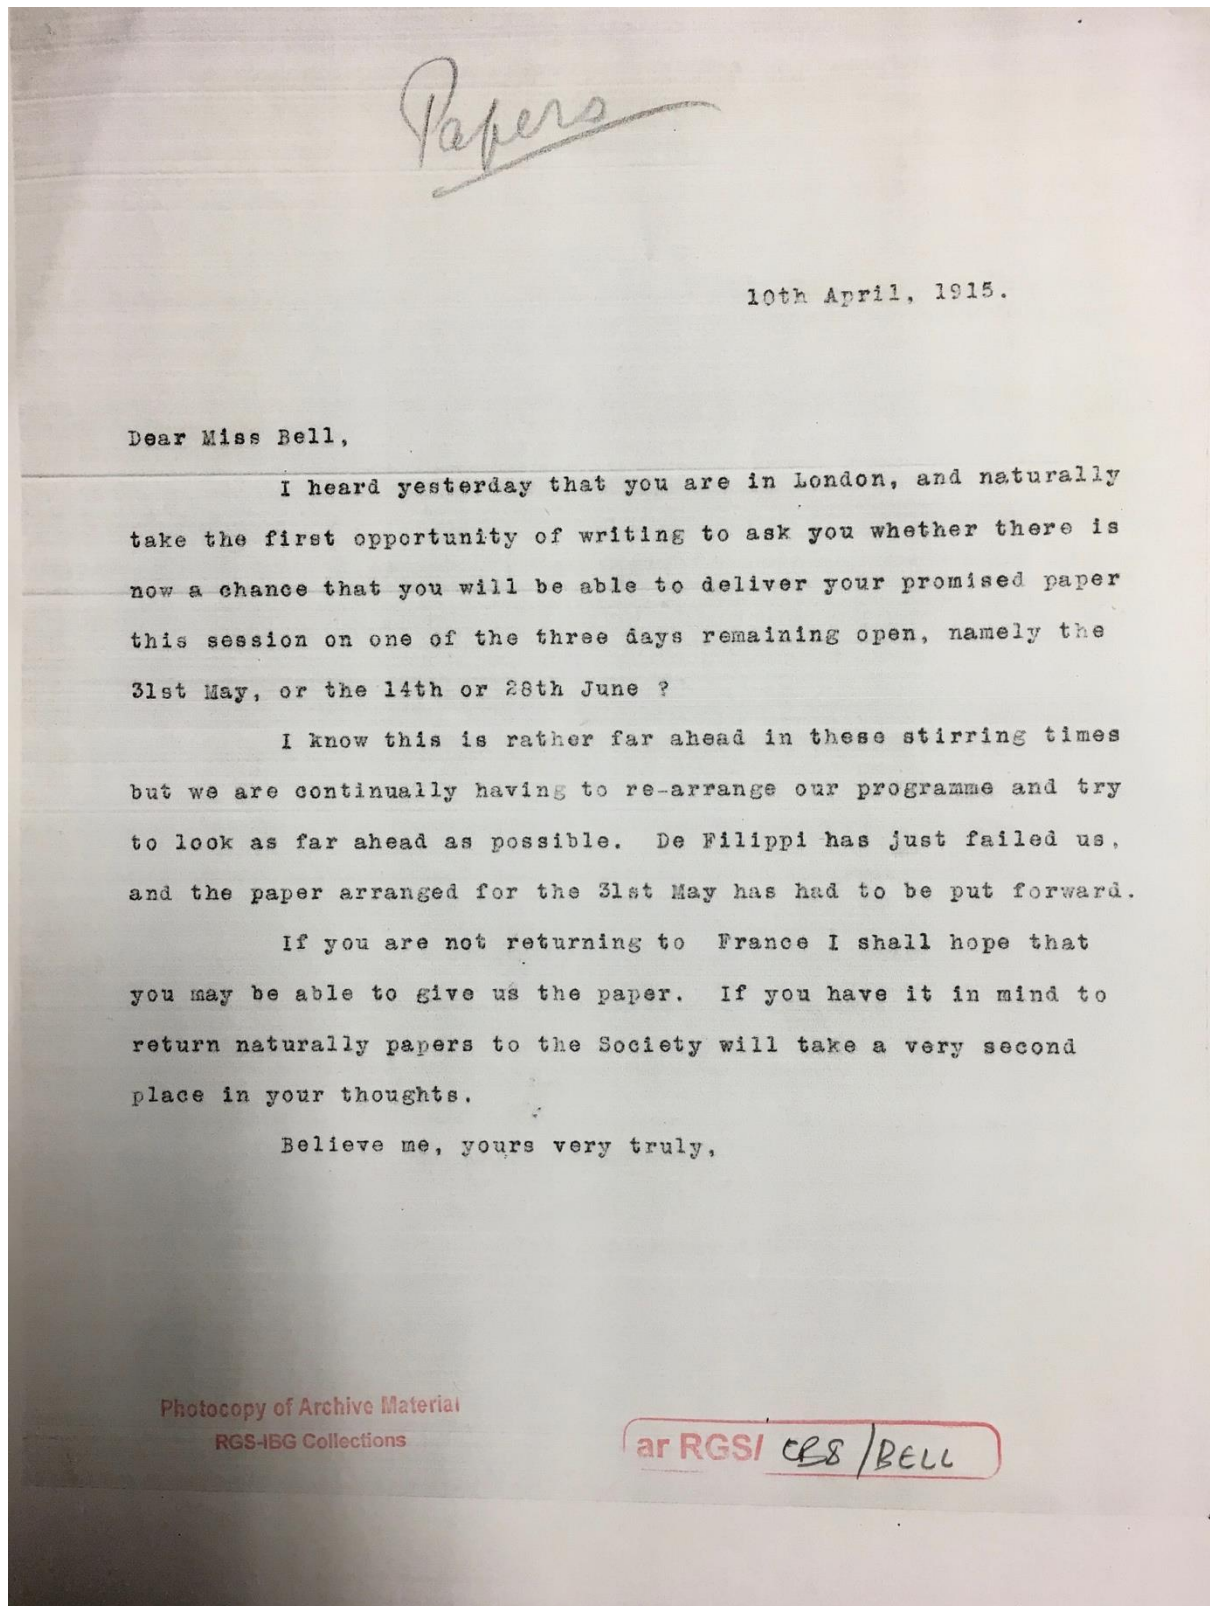 Papers
10th April, 1915.
Dear Miss Bell,
I heard yesterday that you are in London, and naturally
take the first opportunity of writing to ask you whether there is
now a chance that you will be able to deliver your promised paper
this session on one of the three days remaining open, namely the
31st May, or the 14th or 28th June ?
I know this is rather far ahead in these stirring times
but we are continually having to re-arrange our programme and try
to look as far ahead as possible. De Filippi has just failed us,
and the paper arranged for the 31st May has had to be put forward.
If you are not returning to France I shall hope that
you may be able to give us the paper. If you have it in mind to
return naturally papers to the Society will take a very second
place in your thoughts.
Believe me, yours very truly,
Photocopy of Archive Material
RGS-IBG Collections
ar RGS/ CB8 /BELL